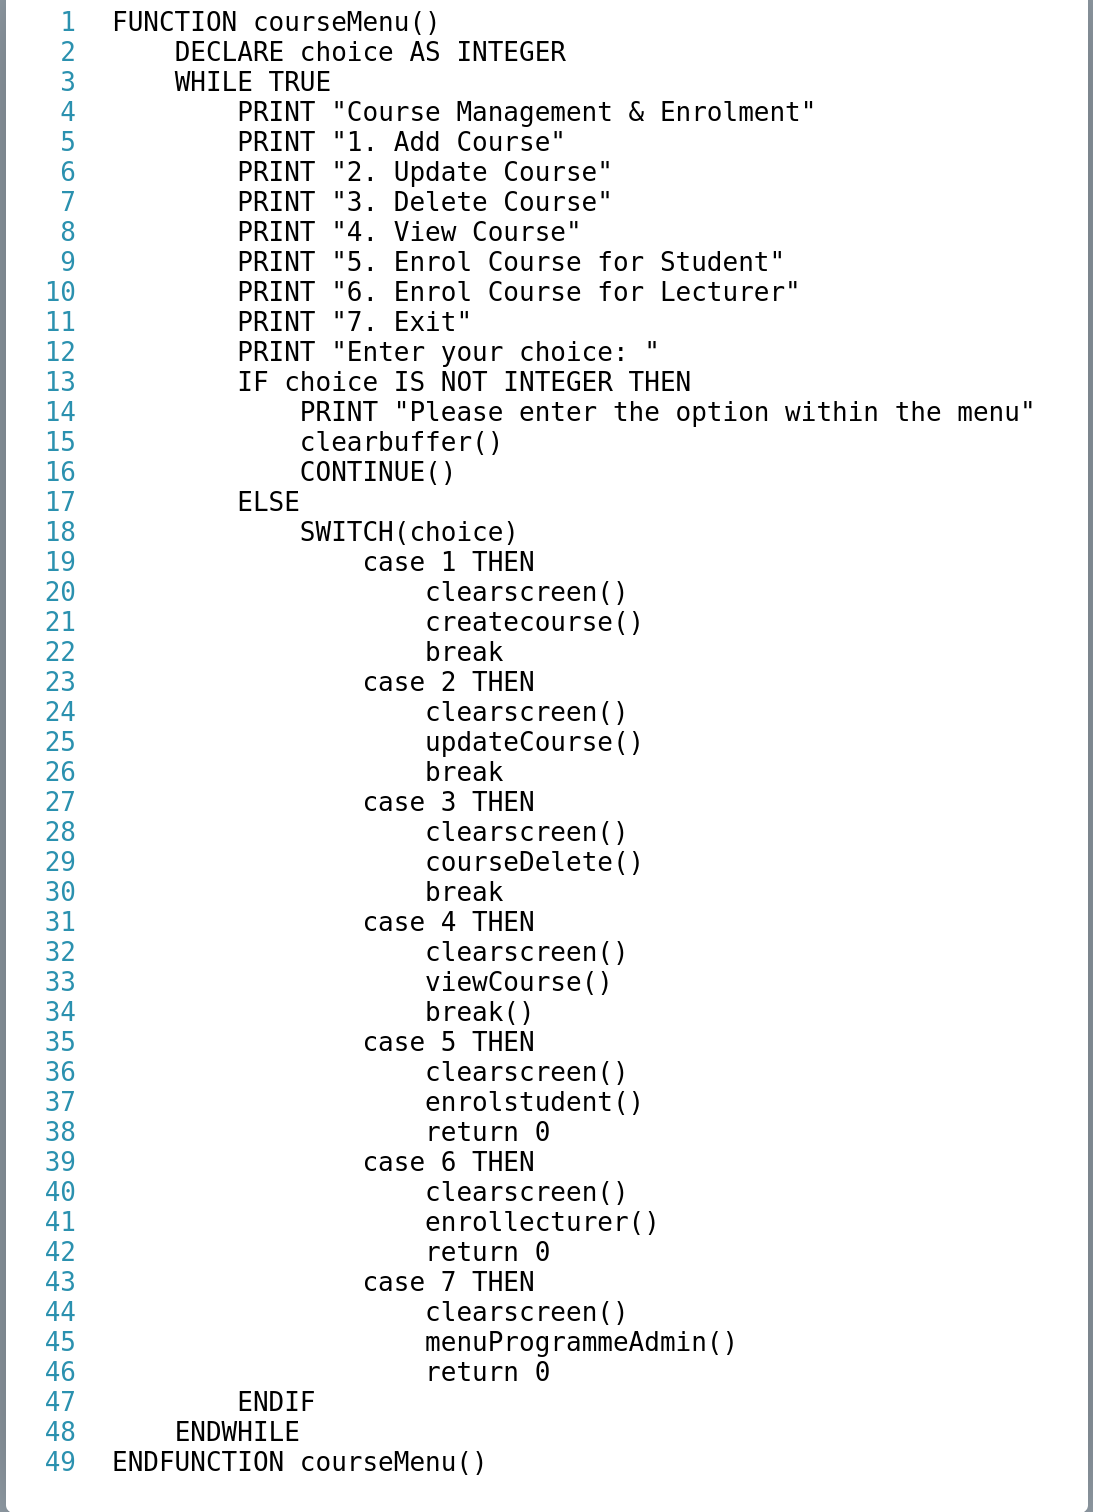 1 FUNCTION courseMenu()
2 DECLARE choice AS INTEGER
3 WHILE TRUE
4 PRINT "Course Management & Enrolment"
5 PRINT "1. Add Course"
6 PRINT "2. Update Course"
7 PRINT "3. Delete Course"
8 PRINT "4. View Course"
9 PRINT "5. Enrol Course for Student"
10 PRINT "6. Enrol Course for Lecturer"
11 PRINT "7. Exit"
12 PRINT "Enter your choice: "
13 IF choice IS NOT INTEGER THEN
14 PRINT "Please enter the option within the menu"
15 clearbuffer()
16 CONTINUE()
17 ELSE
18 SWITCH(choice)
19 case 1 THEN
20 clearscreen()
21 createcourse()
22 break
23 case 2 THEN
24 clearscreen()
25 updateCourse()
26 break
27 case 3 THEN
28 clearscreen()
29 courseDelete()
30 break
31 case 4 THEN
32 clearscreen()
33 viewCourse()
34 break()
35 case 5 THEN
36 clearscreen()
37 enrolstudent()
38 return 0
39 case 6 THEN
40 clearscreen()
41 enrollecturer()
42 return 0
43 case 7 THEN
44 clearscreen()
45 menuProgrammeAdmin()
46 return 0
47 ENDIF
48 ENDWHILE
49 ENDFUNCTION courseMenu()